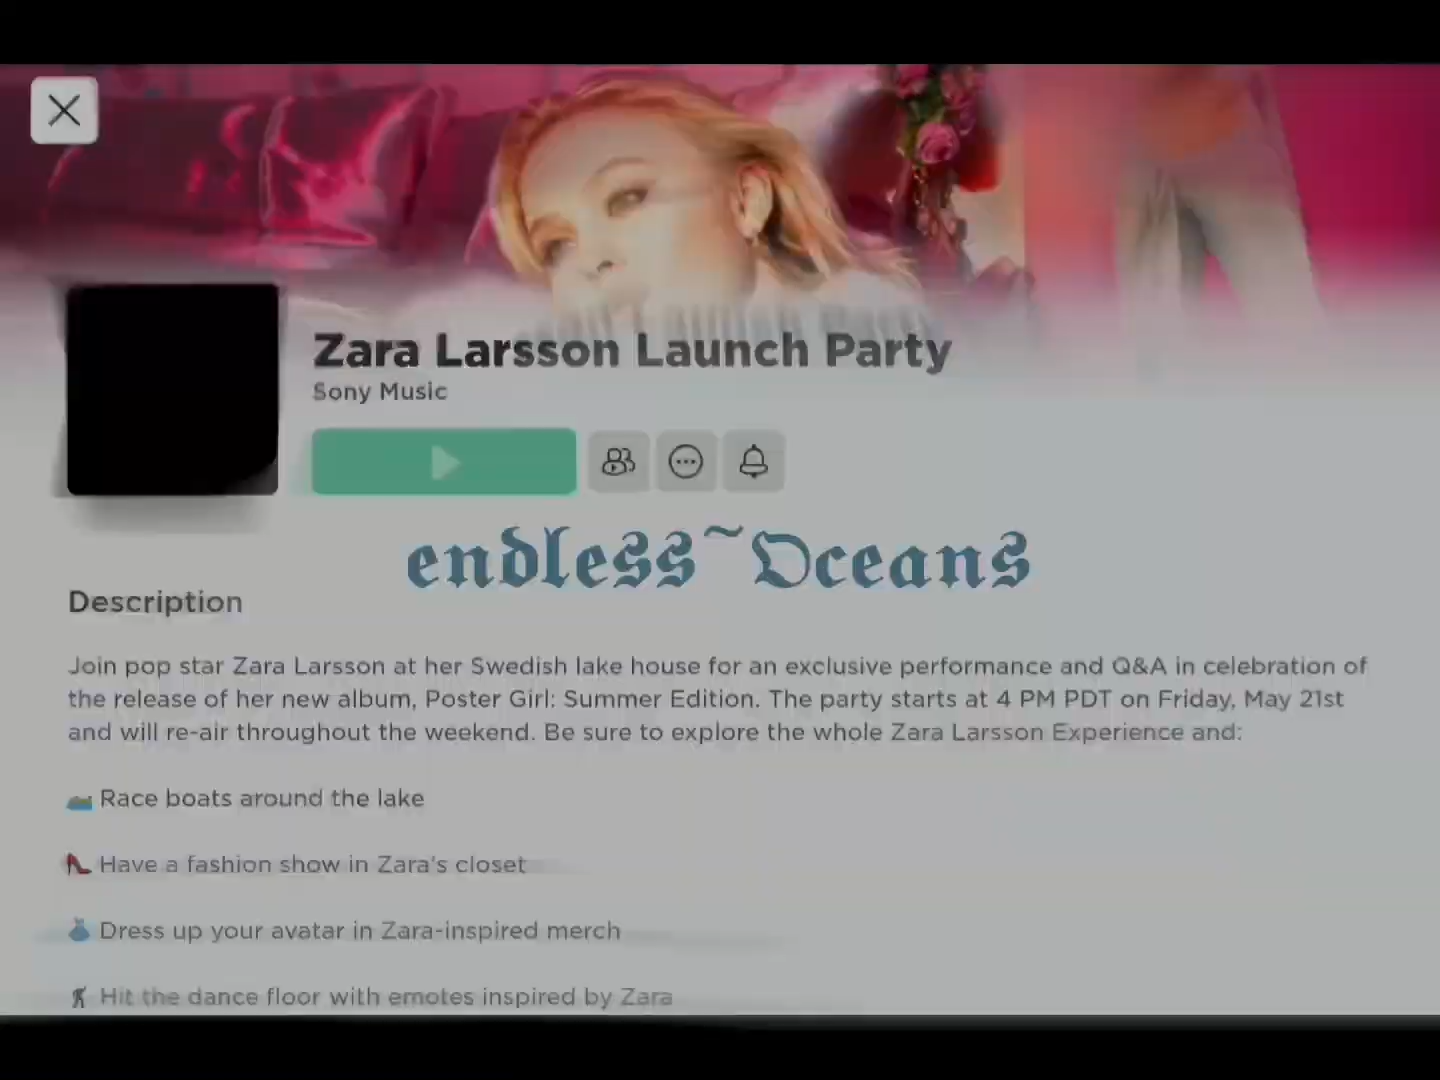 Zara Larsson Launch Party
Sony Music
endless~Oceans
Description
Join pop star Zara Larsson at her Swedish lake house for an exclusive performance and Q&A in celebration of
the release of her new album, Poster Girl: Summer Edition. The party starts at 4 PM PDT on Friday, May 21st
and will re-air throughout the weekend. Be sure to explore the whole Zara Larsson Experience and:
Race boats around the lake
Have a fashion show in Zara's closet
Dress up your avatar in Zara-inspired merch
Hit the dance floor with emotes inspired by Zara